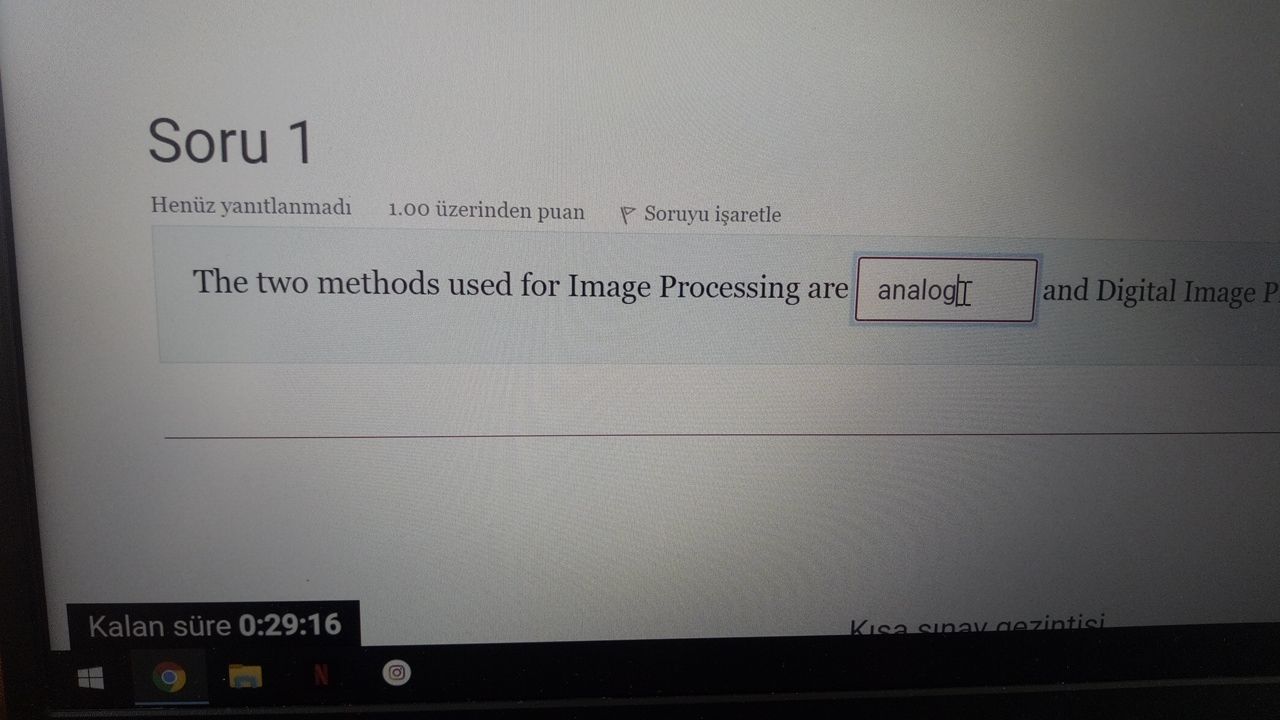 Soru 1
Henüz yanıtlanmadı 1.00 üzerinden puan Soruyu işaretle
The two methods used for Image Processing are analog and Digital Image P
Kalan süre 0:29:16
Kısa sınav gezintisi